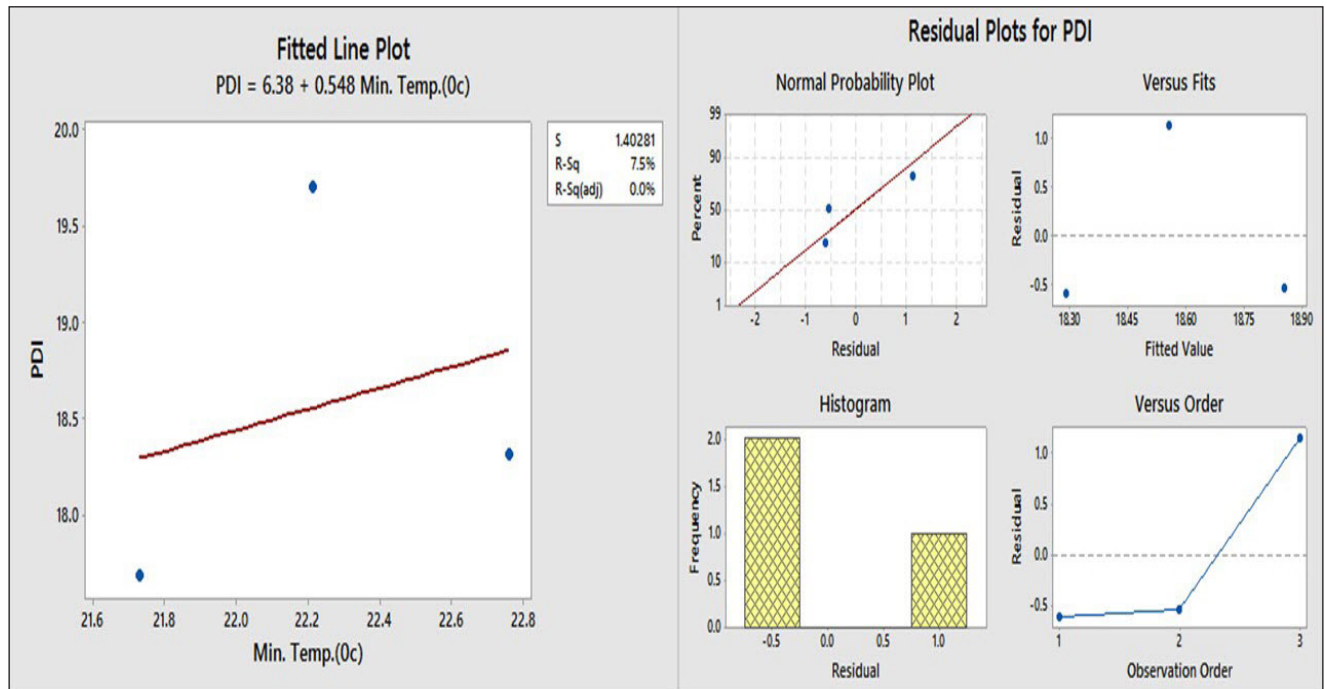 Fitted Line Plot
PDI = 6.38 + 0.548 Min. Temp.(0c)
S 1.40281
R-Sq 7.5%
R-Sq(adj) 0.0%
20.0
19.5
19.0
18.5
18.0
PDI
21.6 21.8 22.0 22.2 22.4 22.6 22.8
Min. Temp.(0c)
Residual Plots for PDI
Normal Probability Plot
99
90
50
10
1
Percent
-2 -1 0 1 2
Residual
Versus Fits
1.0
0.5
0.0
-0.5
Residual
18.30 18.45 18.60 18.75 18.90
Fitted Value
Histogram
2.0
1.5
1.0
0.5
0.0
Frequency
-0.5 0.0 0.5 1.0
Residual
Versus Order
1.0
0.5
0.0
-0.5
Residual
1 2 3
Observation Order